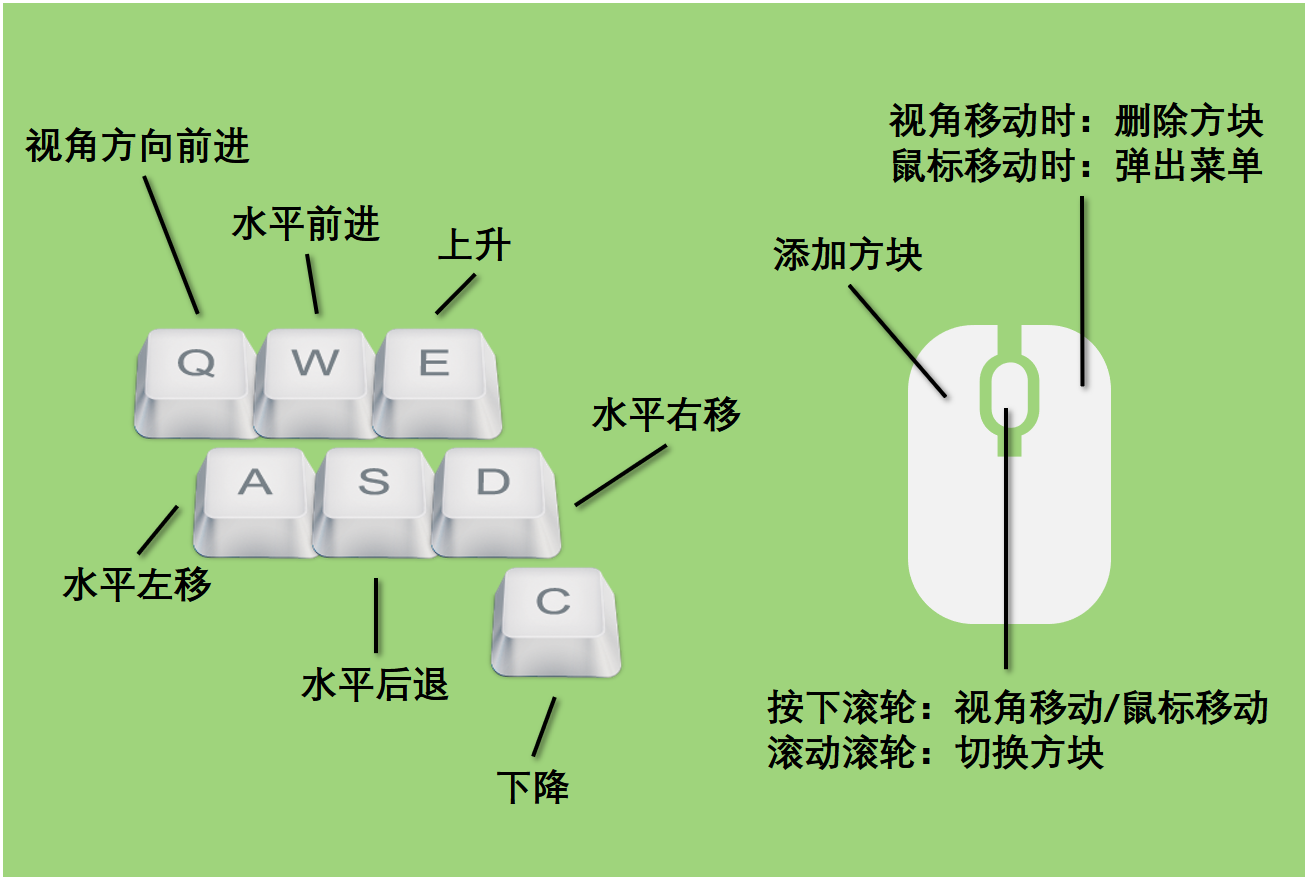 视角方向前进
水平前进
上升
Q
W
E
水平右移
A
S
D
水平左移
C
水平后退
下降
视角移动时：删除方块
鼠标移动时：弹出菜单
添加方块
按下滚轮：视角移动/鼠标移动
滚动滚轮：切换方块